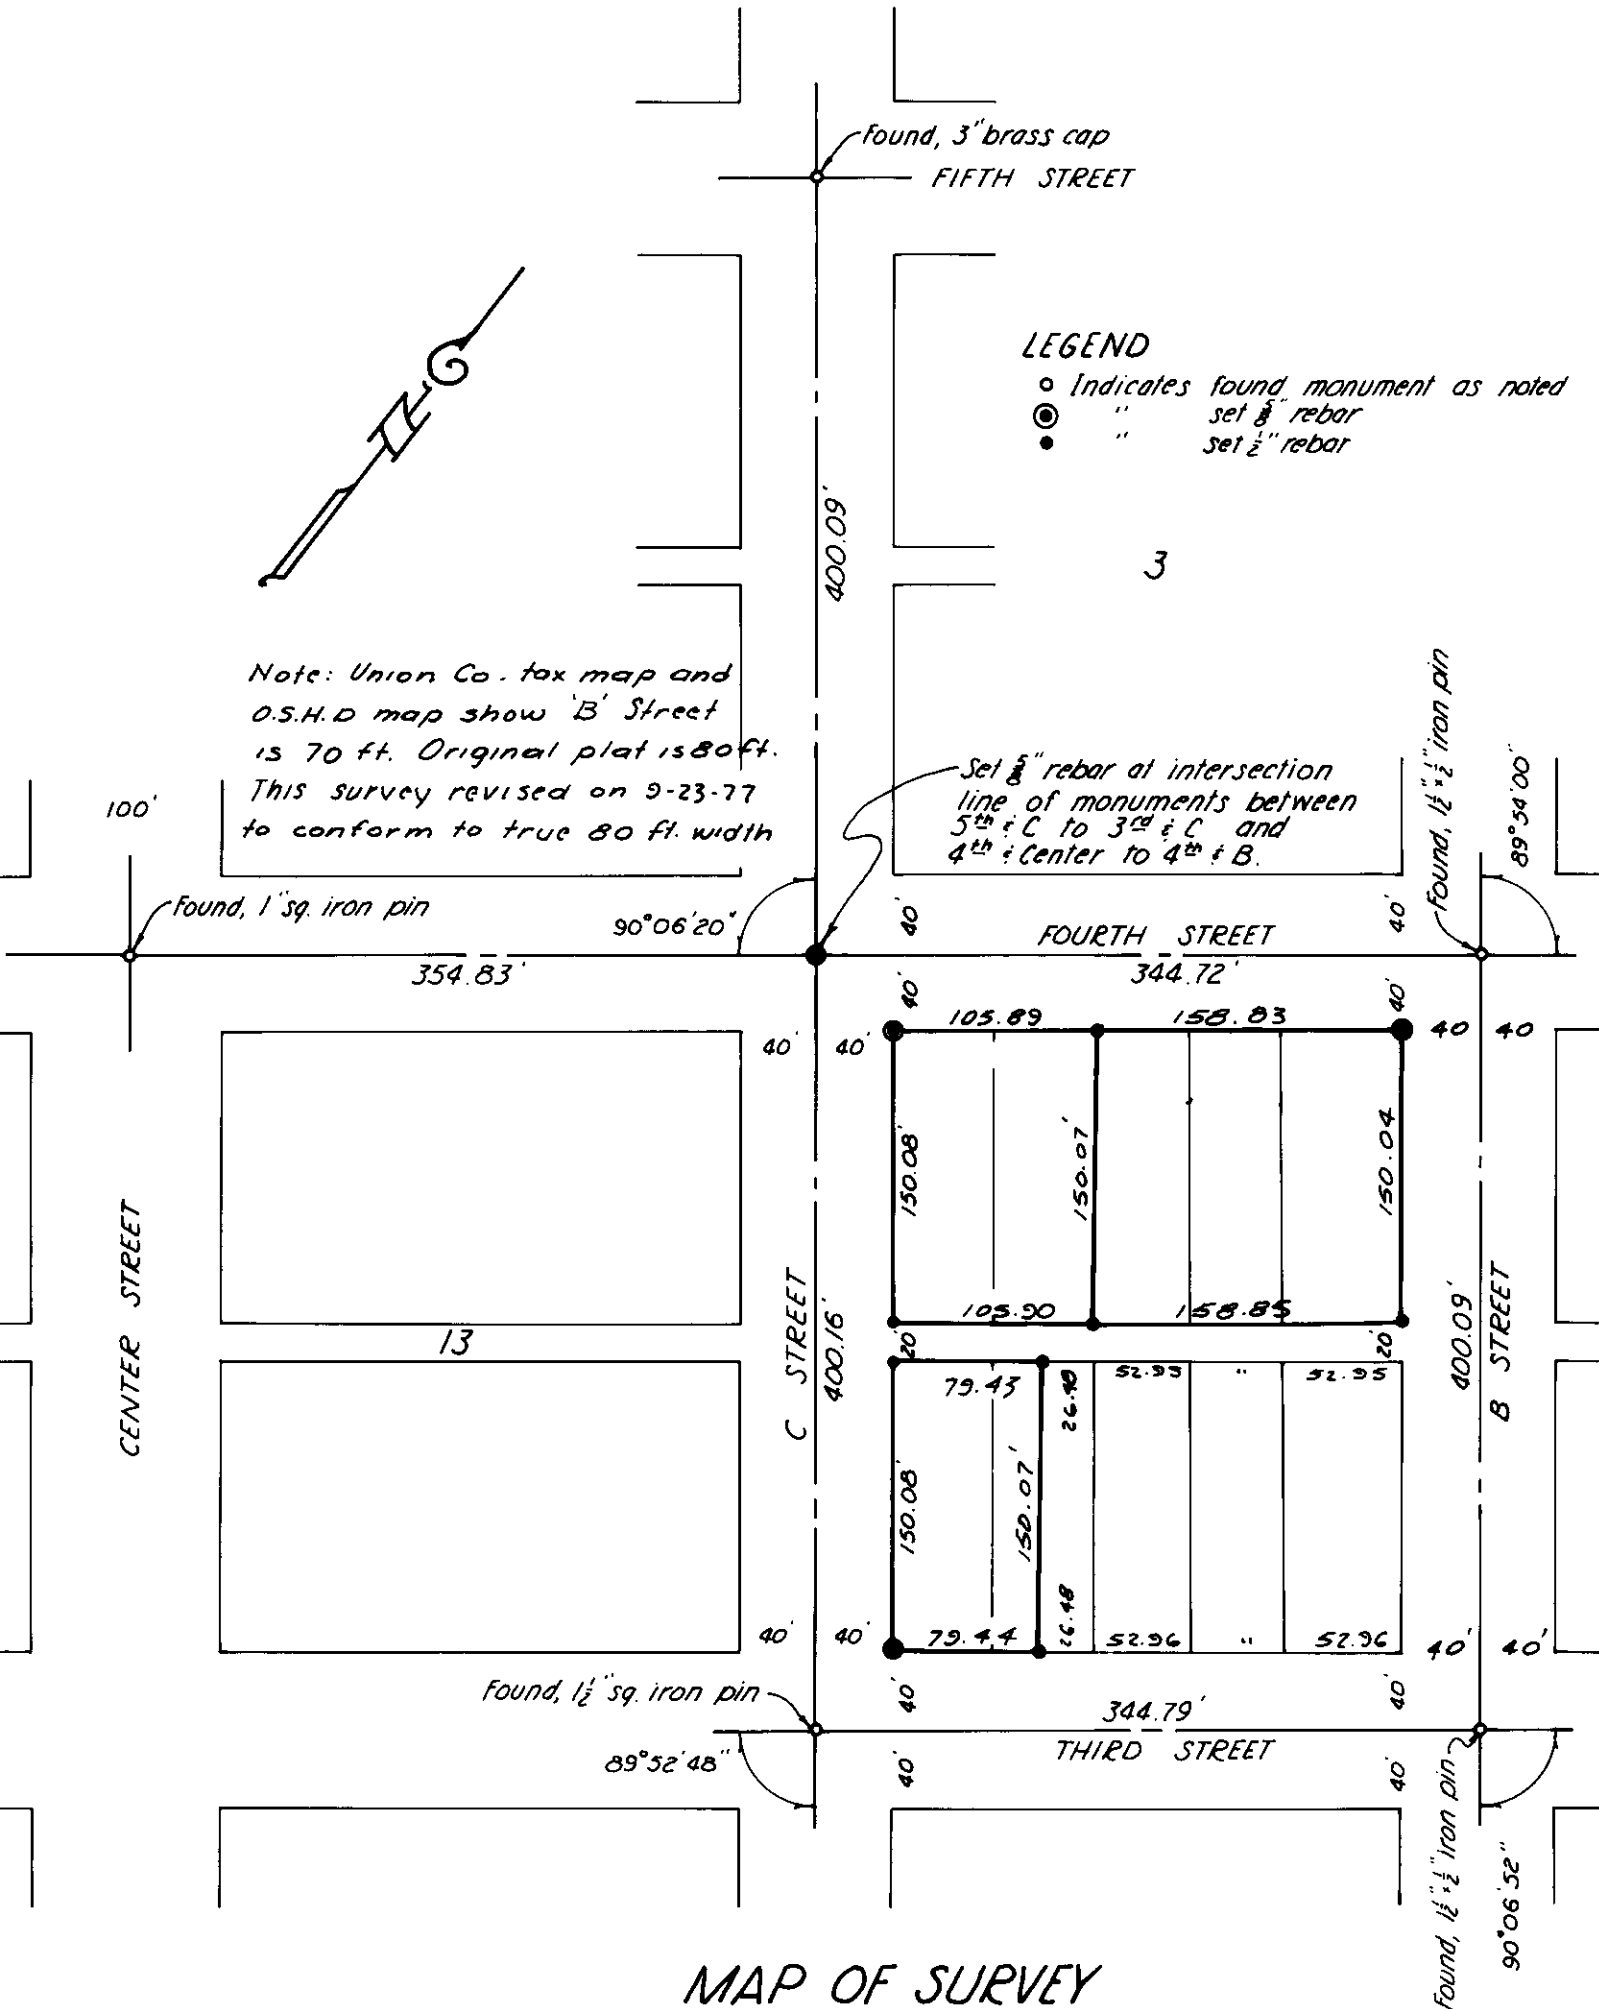 Found, 3" brass cap
FIFTH STREET
LEGEND
Indicates found monument as noted
" set 5/8" rebar
" set 1/2" rebar
400.09'
3
Note: Union Co. tax map and
O.S.H.D map show 'B' Street
is 70 ft. Original plat is 80 ft.
This survey revised on 9-23-77
to conform to true 80 ft. width
Set 5/8" rebar at intersection
line of monuments between
5th & C to 3rd & C and
4th & Center to 4th & B.
Found, 1 1/2" x 1/2" iron pin
89°54'00"
100'
Found, 1" sq. iron pin
90°06'20"
40'
40'
FOURTH STREET
354.83'
344.72'
40'
40'
105.89
158.83
40'
40'
40
40
150.08'
150.07'
150.04
CENTER STREET
C STREET
400.16'
B STREET
400.09'
105.90
158.85
13
20'
20'
79.43
26.48
52.95
"
52.95
150.08'
150.07'
26.48
40'
40'
79.44
52.96
"
52.96
40'
40'
Found, 1 1/2" sq. iron pin
40'
40'
344.79'
THIRD STREET
89°52'48"
40'
40'
Found, 1 1/2" x 1/2" iron pin
90°06'52"
MAP OF SURVEY